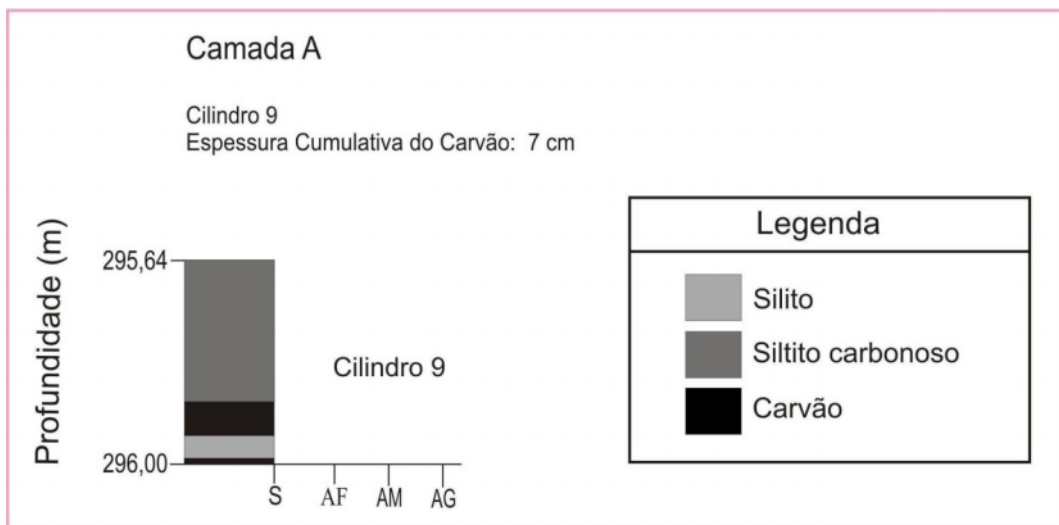 Camada A
Cilindro 9
Espessura Cumulativa do Carvão: 7 cm
Profundidade (m)
295,64
296,00
Cilindro 9
S AF AM AG
Legenda
Silito
Siltito carbonoso
Carvão